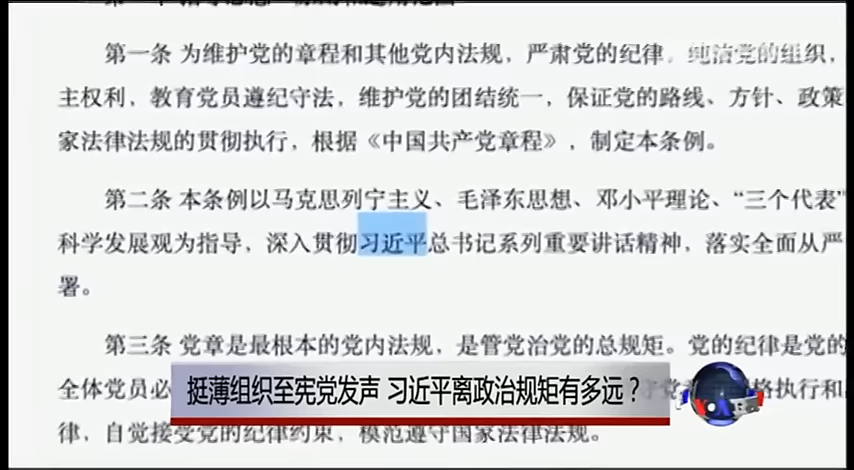 第一条 为维护党的章程和其他党内法规，严肃党的纪律，纯洁党的组织，
主权利，教育党员遵纪守法，维护党的团结统一，保证党的路线、方针、政策
家法律法规的贯彻执行，根据《中国共产党章程》，制定本条例。
第二条 本条例以马克思列宁主义、毛泽东思想、邓小平理论、“三个代表”
科学发展观为指导，深入贯彻习近平总书记系列重要讲话精神，落实全面从严
署。
第三条 党章是最根本的党内法规，是管党治党的总规矩。党的纪律是党的
全体党员必 格执行和
挺薄组织至宪党发声 习近平离政治规矩有多远？
VOA
律，自觉接受党的纪律约束，模范遵守国家法律法规。